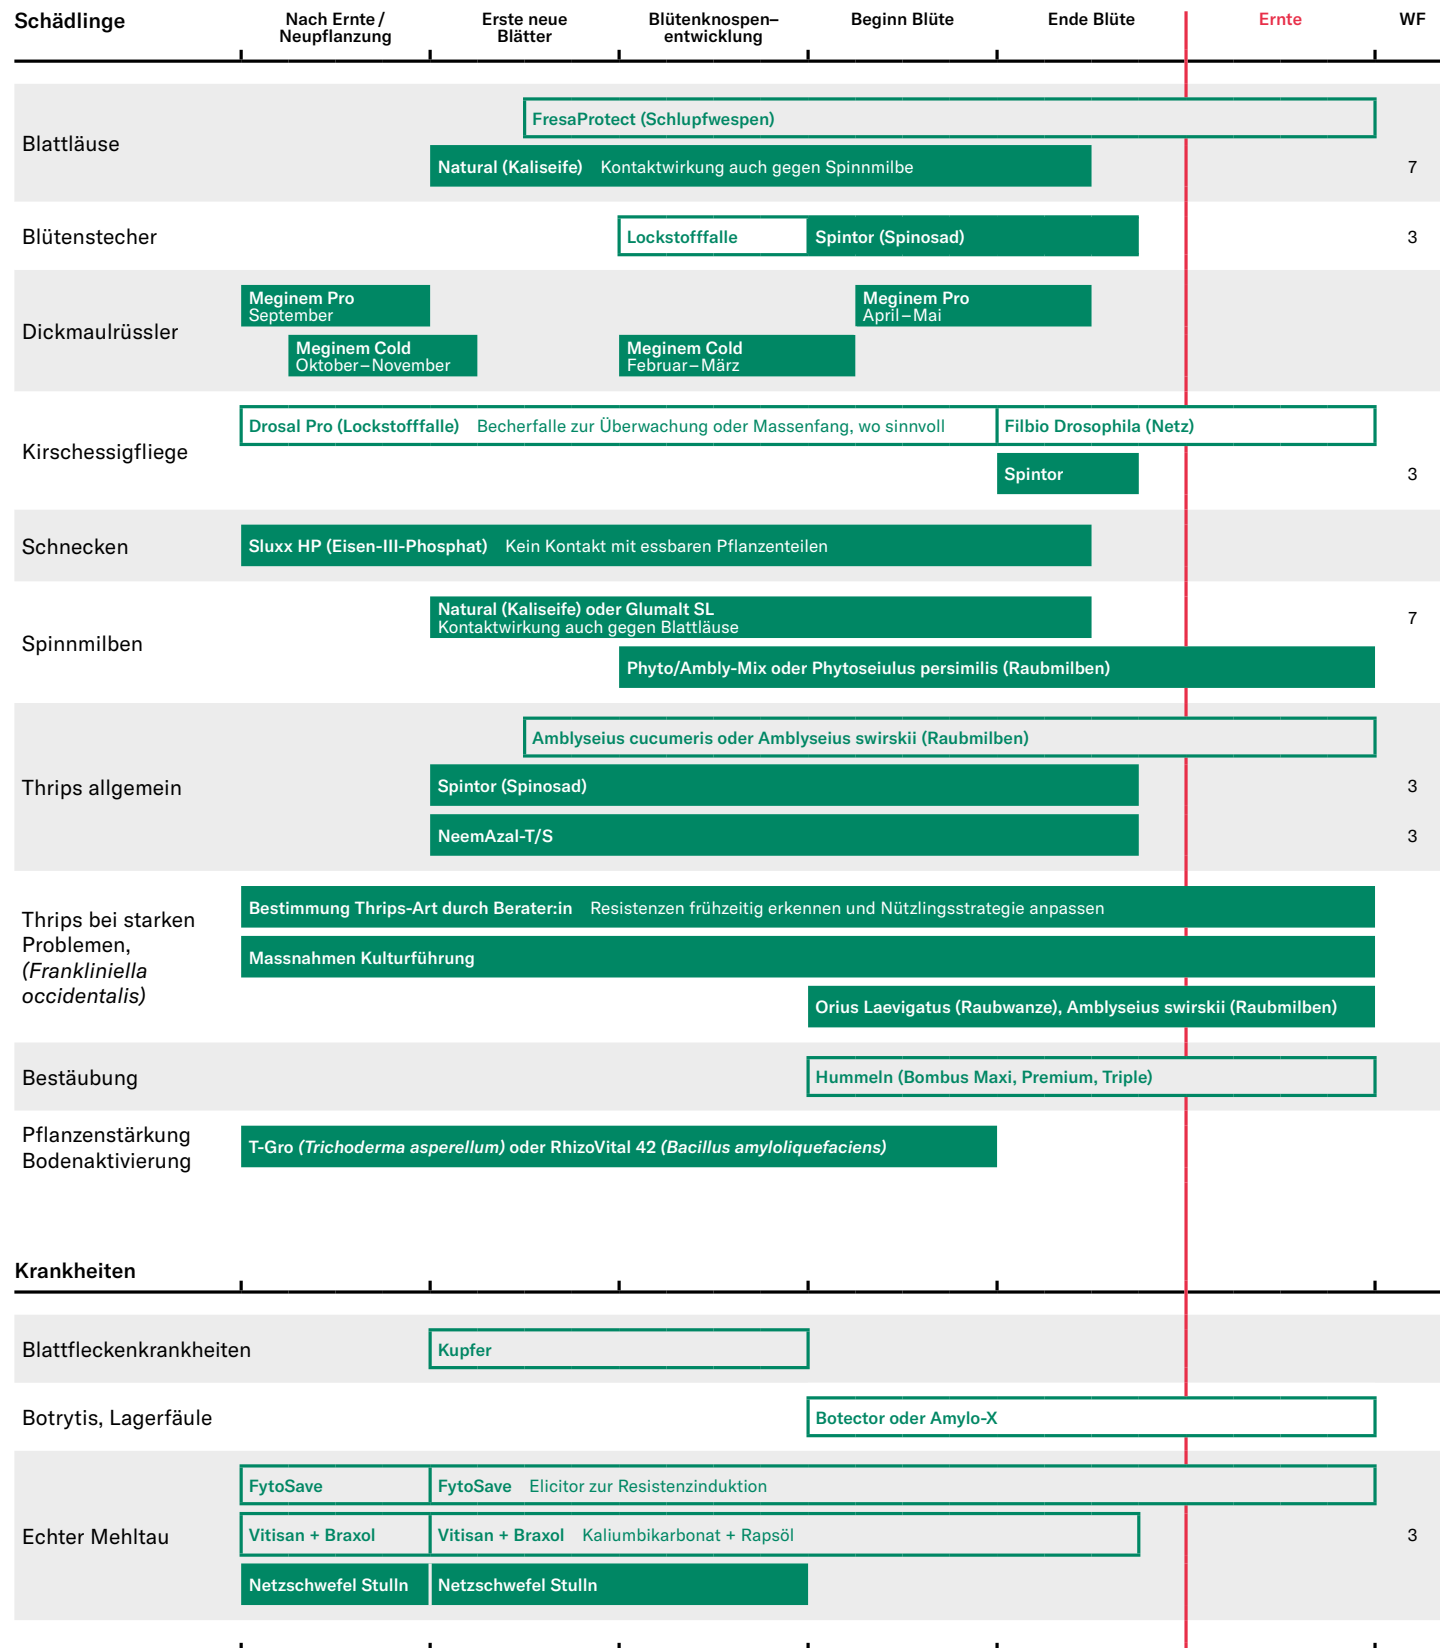 Schädlinge
Nach Ernte /
Neupflanzung
Erste neue
Blätter
Blütenknospen–
entwicklung
Beginn Blüte
Ende Blüte
Ernte
WF
Blattläuse
FresaProtect (Schlupfwespen)
Natural (Kaliseife) Kontaktwirkung auch gegen Spinnmilbe
7
Blütenstecher
Lockstofffalle
Spintor (Spinosad)
3
Dickmaulrüssler
Meginem Pro
September
Meginem Pro
April – Mai
Meginem Cold
Oktober – November
Meginem Cold
Februar – März
Kirschessigfliege
Drosal Pro (Lockstofffalle) Becherfalle zur Überwachung oder Massenfang, wo sinnvoll
Filbio Drosophila (Netz)
Spintor
3
Schnecken
Sluxx HP (Eisen-III-Phosphat) Kein Kontakt mit essbaren Pflanzenteilen
Spinnmilben
Natural (Kaliseife) oder Glumalt SL
Kontaktwirkung auch gegen Blattläuse
7
Phyto/Ambly-Mix oder Phytoseiulus persimilis (Raubmilben)
Thrips allgemein
Amblyseius cucumeris oder Amblyseius swirskii (Raubmilben)
Spintor (Spinosad)
3
NeemAzal-T/S
3
Thrips bei starken
Problemen,
(Frankliniella
occidentalis)
Bestimmung Thrips-Art durch Berater:in Resistenzen frühzeitig erkennen und Nützlingsstrategie anpassen
Massnahmen Kulturführung
Orius Laevigatus (Raubwanze), Amblyseius swirskii (Raubmilben)
Bestäubung
Hummeln (Bombus Maxi, Premium, Triple)
Pflanzenstärkung
Bodenaktivierung
T-Gro (Trichoderma asperellum) oder RhizoVital 42 (Bacillus amyloliquefaciens)
Krankheiten
Blattfleckenkrankheiten
Kupfer
Botrytis, Lagerfäule
Botector oder Amylo-X
Echter Mehltau
FytoSave
FytoSave Elicitor zur Resistenzinduktion
Vitisan + Braxol
Vitisan + Braxol Kaliumbikarbonat + Rapsöl
3
Netzschwefel Stulln
Netzschwefel Stulln